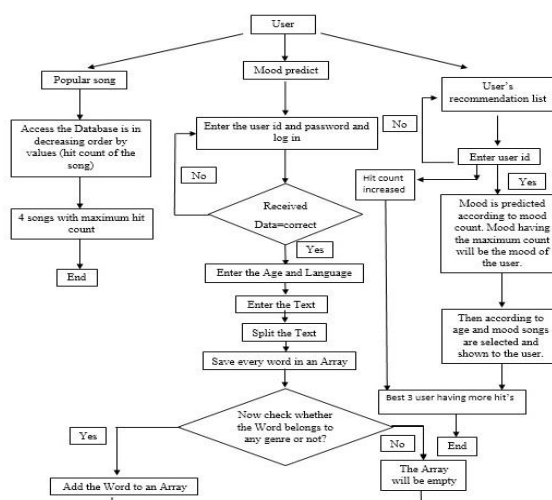 User
Popular song
Mood predict
User's
recommendation list
Access the Database is in
decreasing order by
values (hit count of the
song)
Enter the user id and password and
log in
No
Enter user id
No
Hit count
increased
Yes
4 songs with maximum hit
count
Received
Data=correct
Mood is predicted
according to mood
count. Mood having
the maximum count
will be the mood of
the user.
Yes
End
Enter the Age and Language
Enter the Text
Split the Text
Save every word in an Array
Then according to
age and mood songs
are selected and
shown to the user.
Best 3 user having more hit's
Now check whether
the Word belongs to
any genre or not?
Yes
No
End
Add the Word to an Array
The Array
will be empty